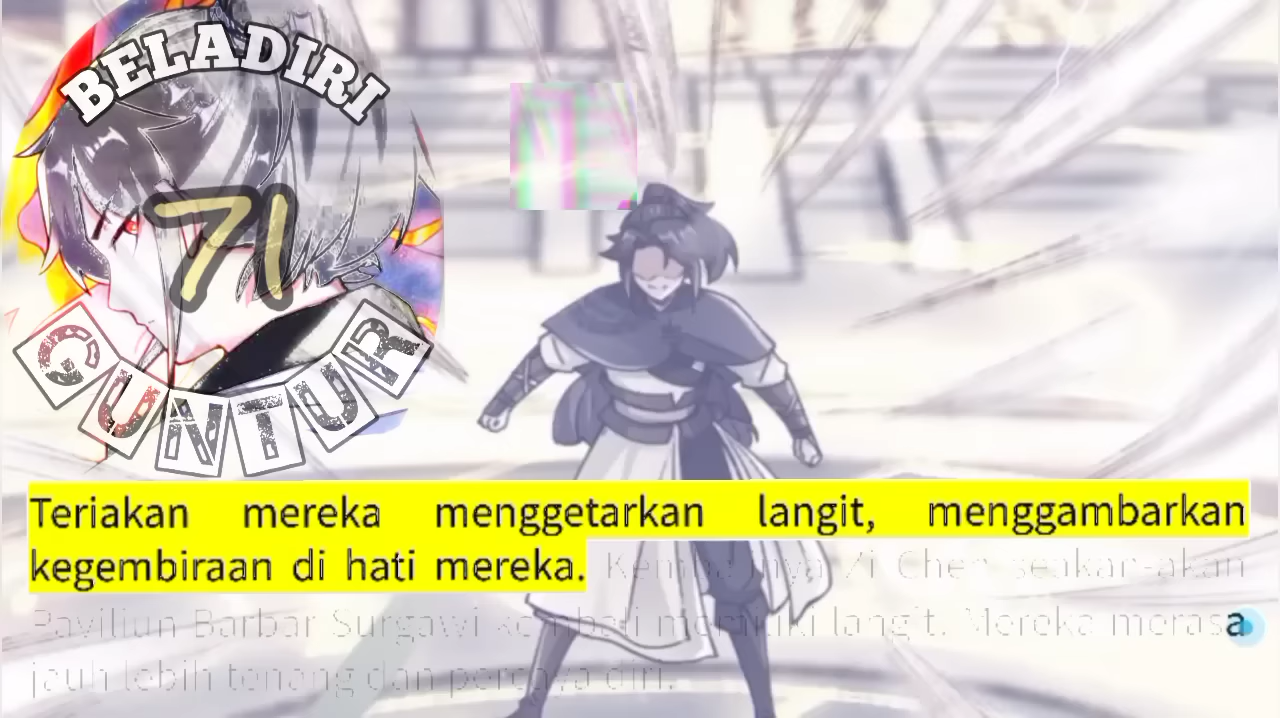 BELADIRI
71
GUNTUR
Teriakan mereka menggetarkan langit, menggambarkan
kegembiraan di hati mereka. Kembalinya Zi Chen seakan-akan
Paviliun Barbar Surgawi kembali memiliki langit. Mereka merasa
jauh lebih tenang dan percaya diri.